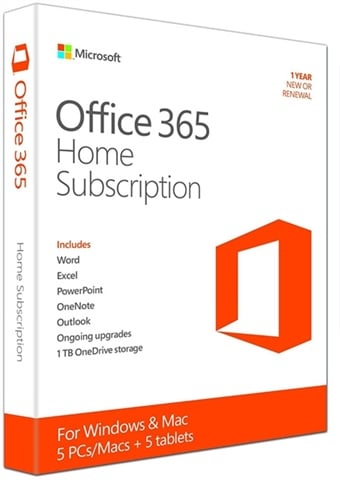 Microsoft
1 YEAR
NEW OR
RENEWAL
Office 365
Home
Subscription
Includes
Word
Excel
PowerPoint
OneNote
Outlook
Ongoing upgrades
1 TB OneDrive storage
For Windows & Mac
5 PCs/Macs + 5 tablets
Office 365
Home Subscription